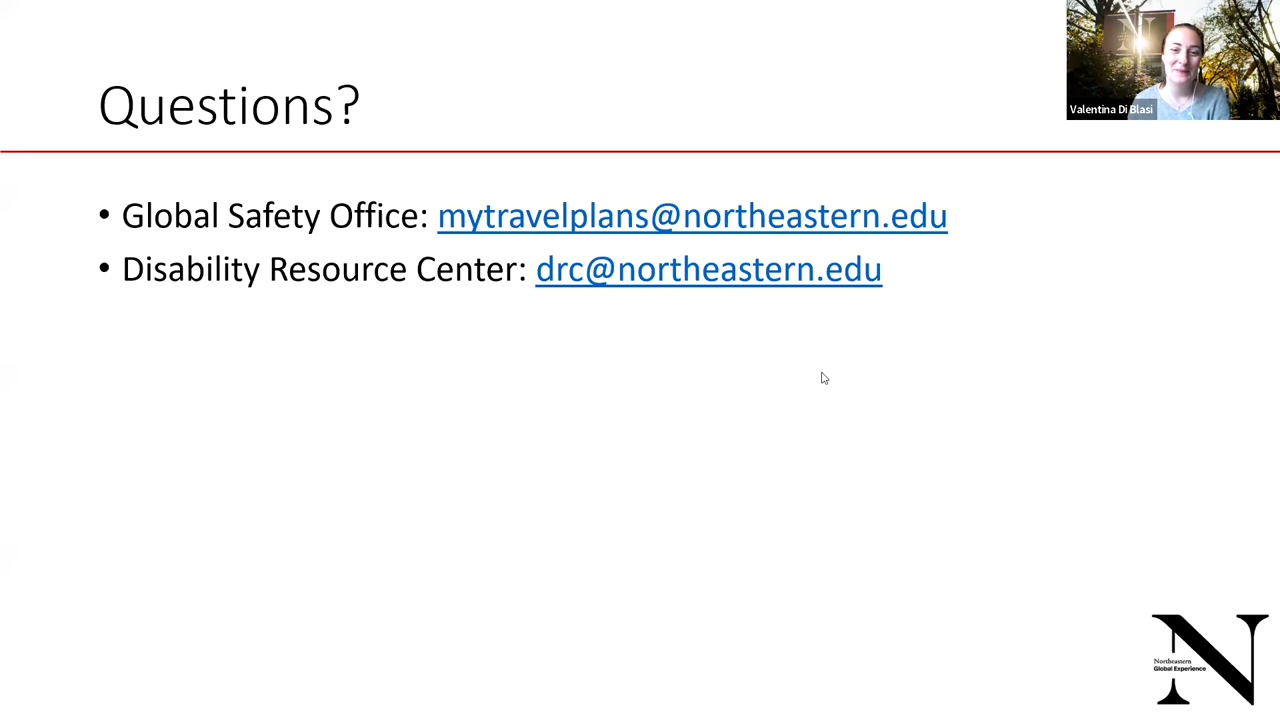 Questions?
Valentina Di Blasi
• Global Safety Office: mytravelplans@northeastern.edu
• Disability Resource Center: drc@northeastern.edu
N
Northeastern
Global Experience